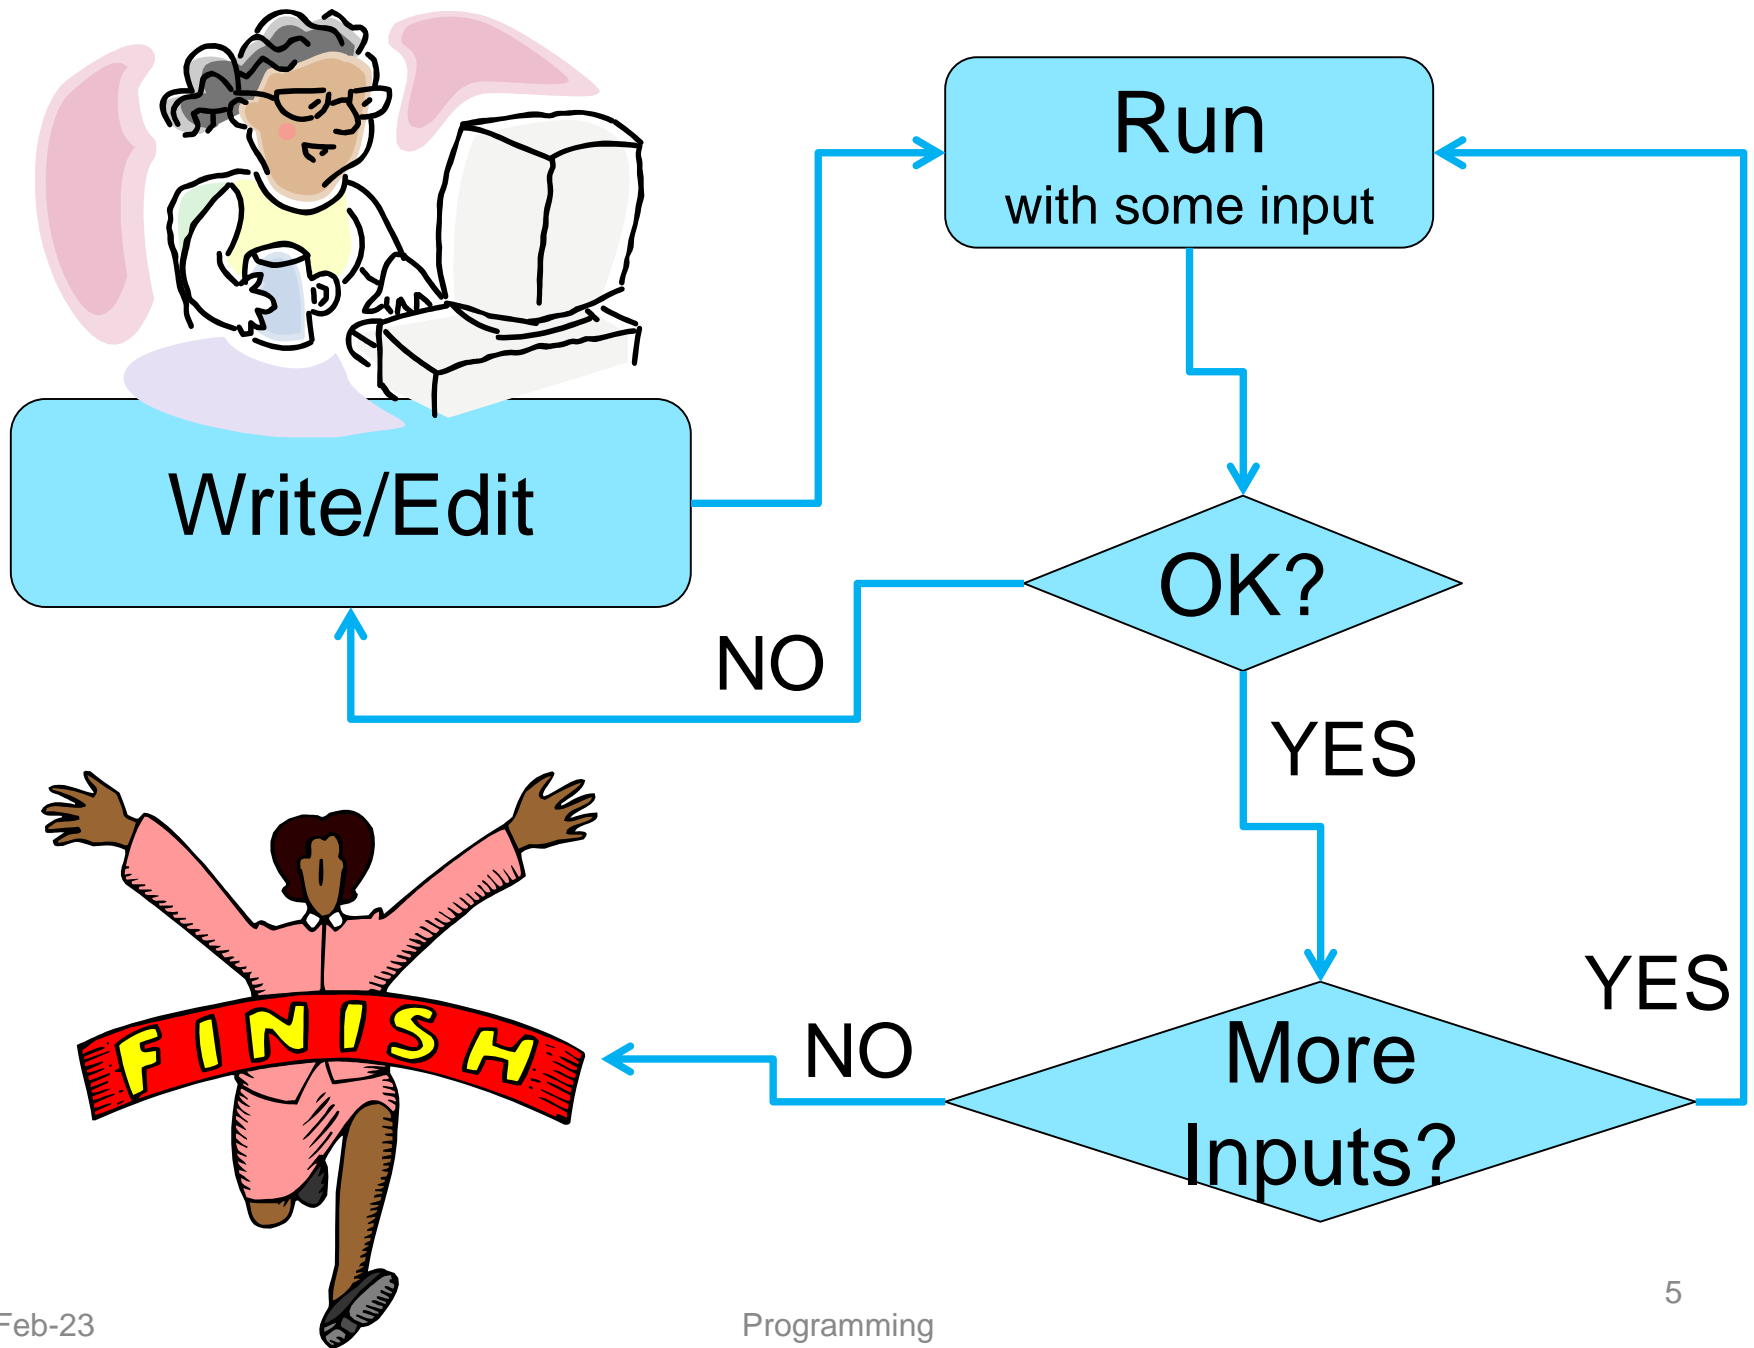 Run
with some input
Write/Edit
OK?
NO
YES
FINISH
NO
More
Inputs?
YES
5
Feb-23
Programming